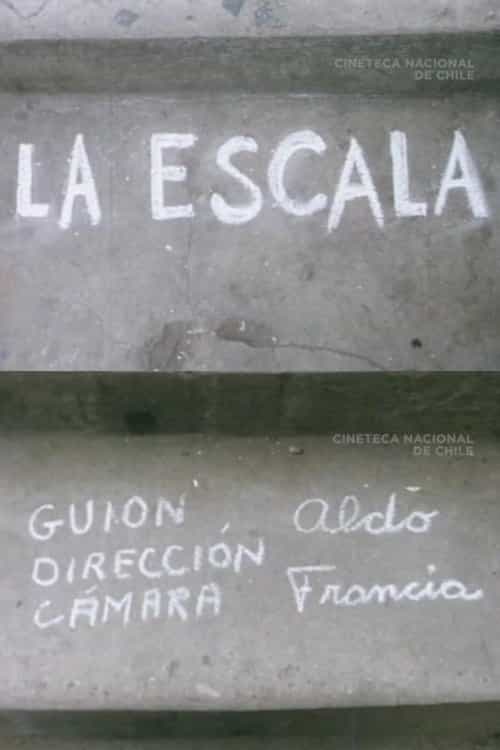 CINETECA NACIONAL
DE CHILE
LA ESCALA
CINETECA NACIONAL
DE CHILE
GUION Aldo
DIRECCIÓN
CÁMARA Francia